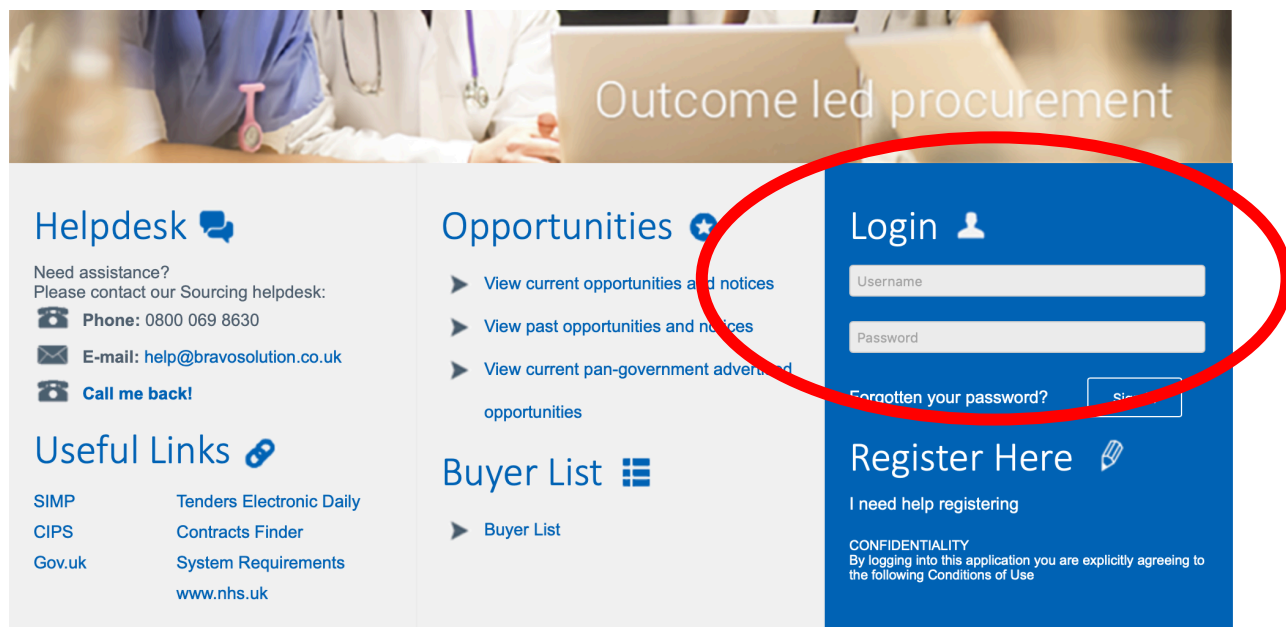 Outcome led procurement
Helpdesk
Need assistance?
Please contact our Sourcing helpdesk:
Phone: 0800 069 8630
E-mail: help@bravosolution.co.uk
Call me back!
Useful Links
SIMP Tenders Electronic Daily
CIPS Contracts Finder
Gov.uk System Requirements
www.nhs.uk
Opportunities
View current opportunities and notices
View past opportunities and notices
View current pan-government advertised
opportunities
Buyer List
Buyer List
Login
Username
Password
Forgotten your password?
Register Here
I need help registering
CONFIDENTIALITY
By logging into this application you are explicitly agreeing to
the following Conditions of Use